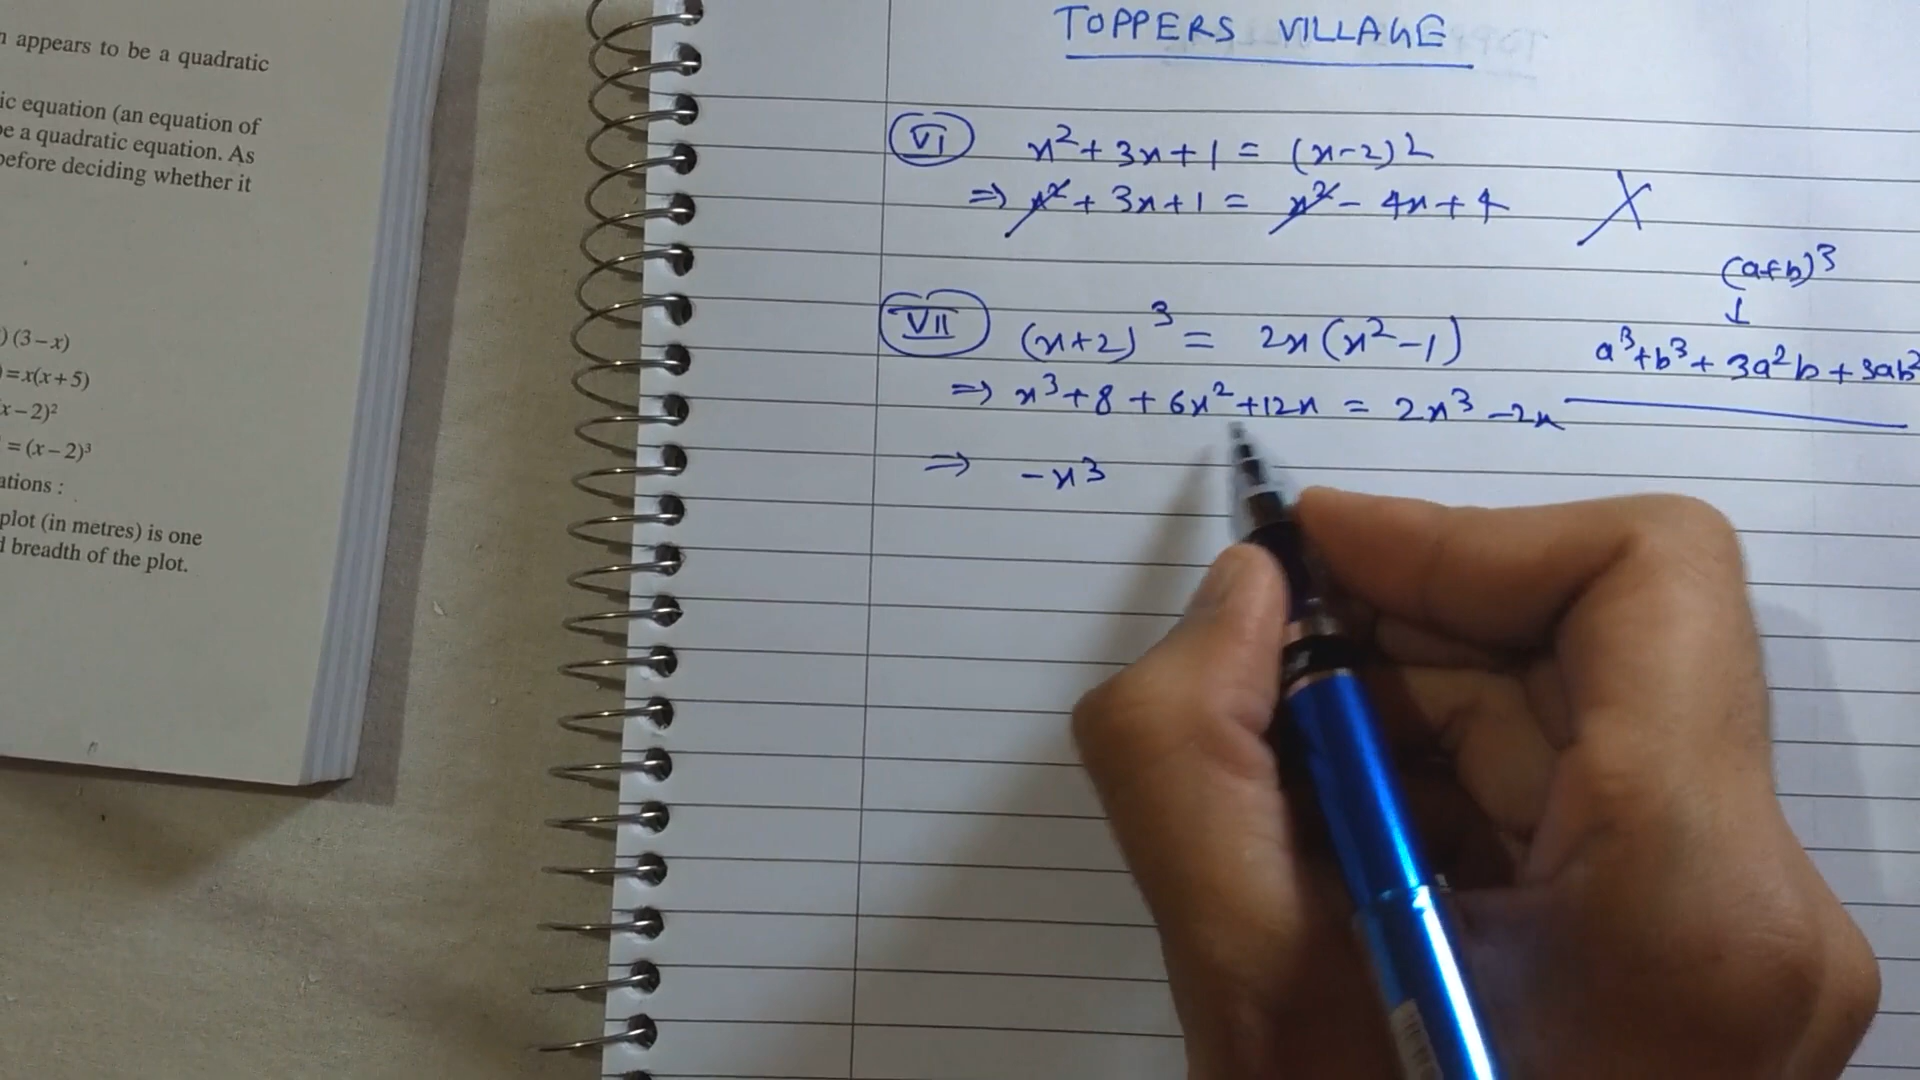 appears to be a quadratic
equation (an equation of
a quadratic equation. As
before deciding whether it
) (3 – x)
= x(x + 5)
x – 2)²
= (x – 2)³
plot (in metres) is one
breadth of the plot.
TOPPERS VILLAGE
VI x² + 3x + 1 = (x-2)²
⇒ x² + 3x + 1 = x² - 4x + 4 X
(a+b)³
↓
a³+b³ + 3a²b + 3ab²
VII (x+2)³ = 2x(x²-1)
⇒ x³ + 8 + 6x² + 12x = 2x³ - 2x
⇒ -x³